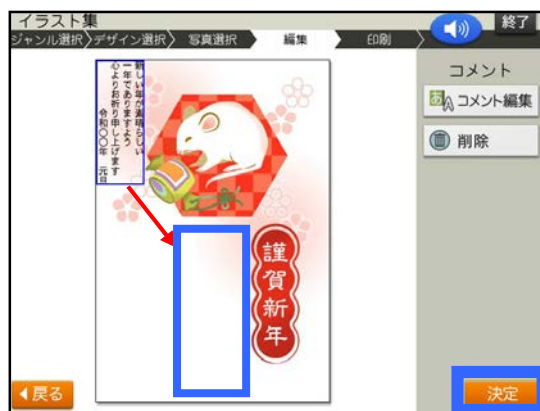 イラスト集
終了
ジャンル選択〉デザイン選択〉 写真選択 編集 印刷
コメント
あA コメント編集
削除
新しい年が素晴らしい
一年でありますよう
心よりお祈り申し上げます
令和〇〇年 元日
謹賀新年
戻る
決定